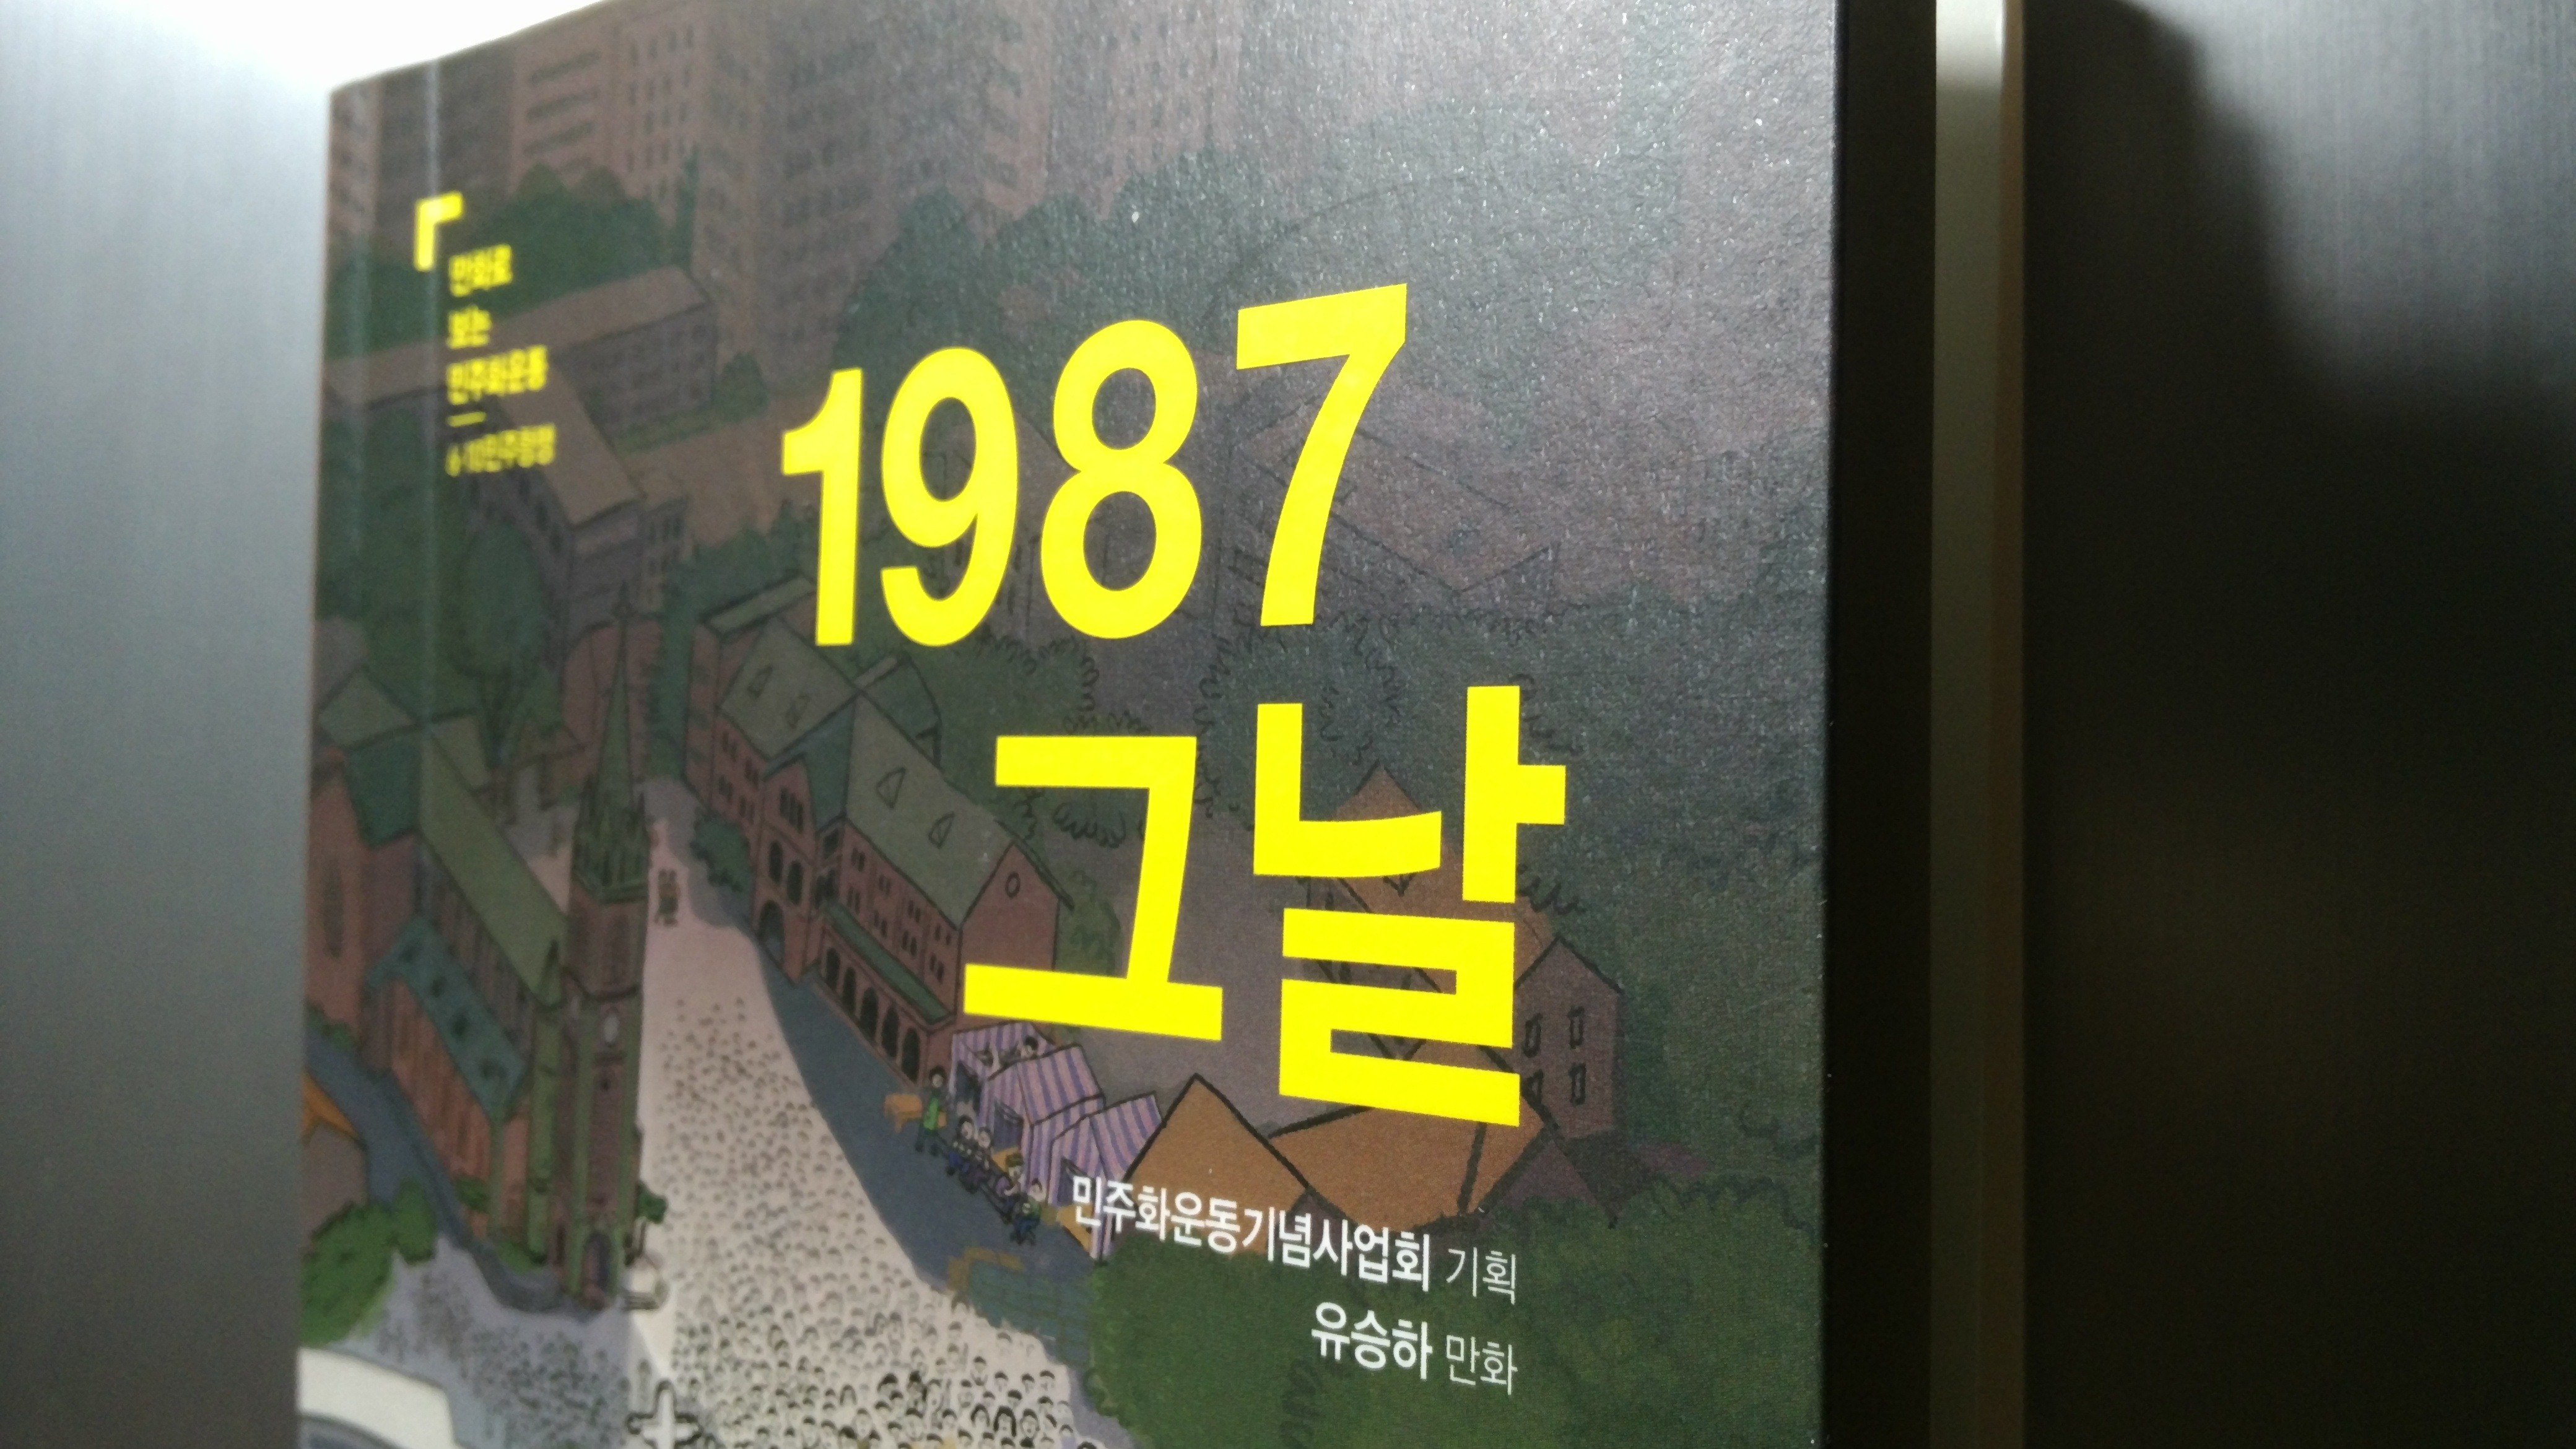 만화로
보는
민주화운동
6·10민주항쟁
1987
그날
민주화운동기념사업회 기획
유승하 만화